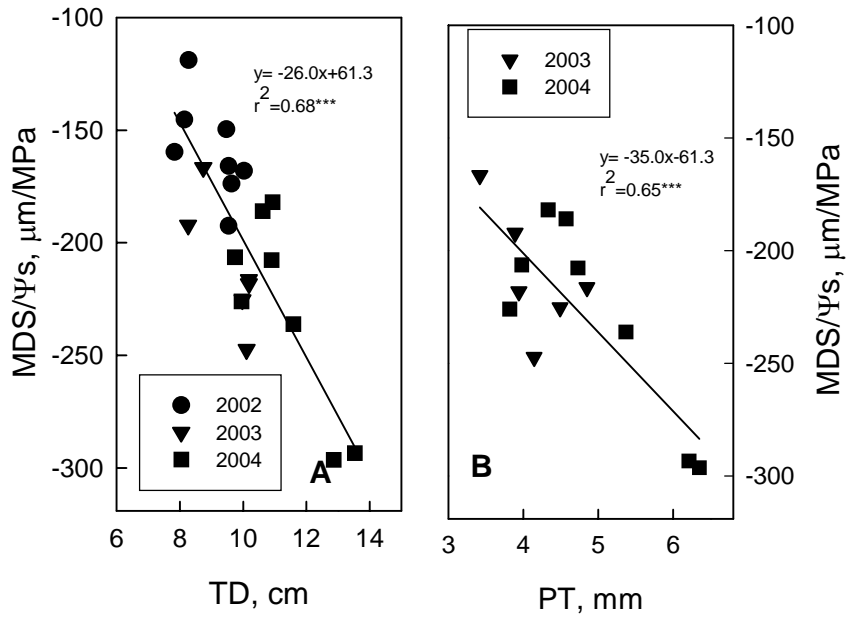 -100
-150
-200
-250
-300
MDS/Ψs, μm/MPa
y= -26.0x+61.3
r²=0.68***
2002
2003
2004
A
6 8 10 12 14
TD, cm
2003
2004
y= -35.0x-61.3
r²=0.65***
B
3 4 5 6
PT, mm
-100
-150
-200
-250
-300
MDS/Ψs, μm/MPa